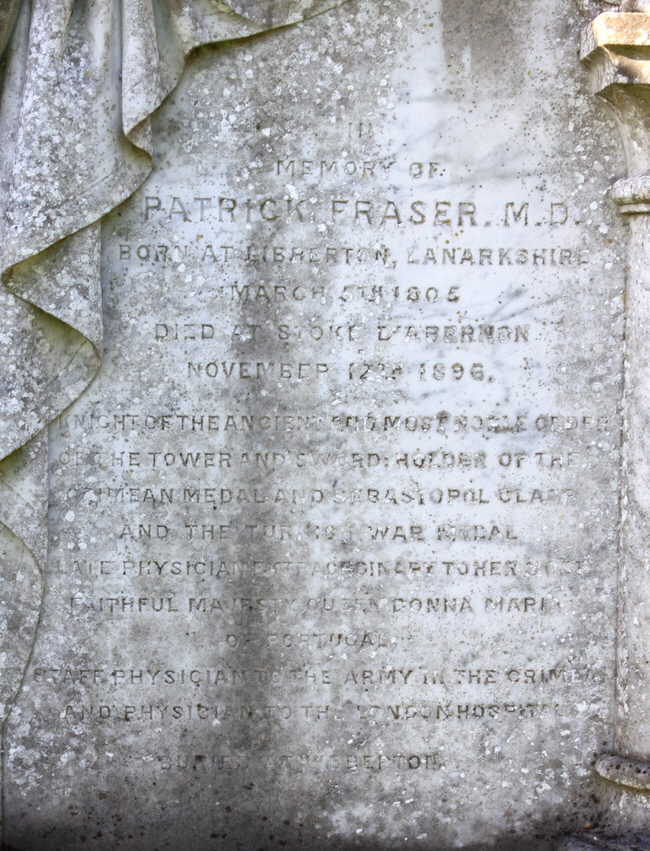 IN
MEMORY OF
PATRICK FRASER. M.D.
BORN AT LIBBERTON, LANARKSHIRE
MARCH 5TH 1805
DIED AT STOKE D'ABERNON
NOVEMBER 12TH 1896.
KNIGHT OF THE ANCIENT AND MOST NOBLE ORDER
OF THE TOWER AND SWORD: HOLDER OF THE
CRIMEAN MEDAL AND SEBASTOPOL CLASP
AND THE TURKISH WAR MEDAL
LATE PHYSICIAN EXTRAORDINARY TO HER MOST
FAITHFUL MAJESTY QUEEN DONNA MARIA
OF PORTUGAL,
STAFF PHYSICIAN TO THE ARMY IN THE CRIMEA
AND PHYSICIAN TO THE LONDON HOSPITAL
BURIED AT LIBBERTON.